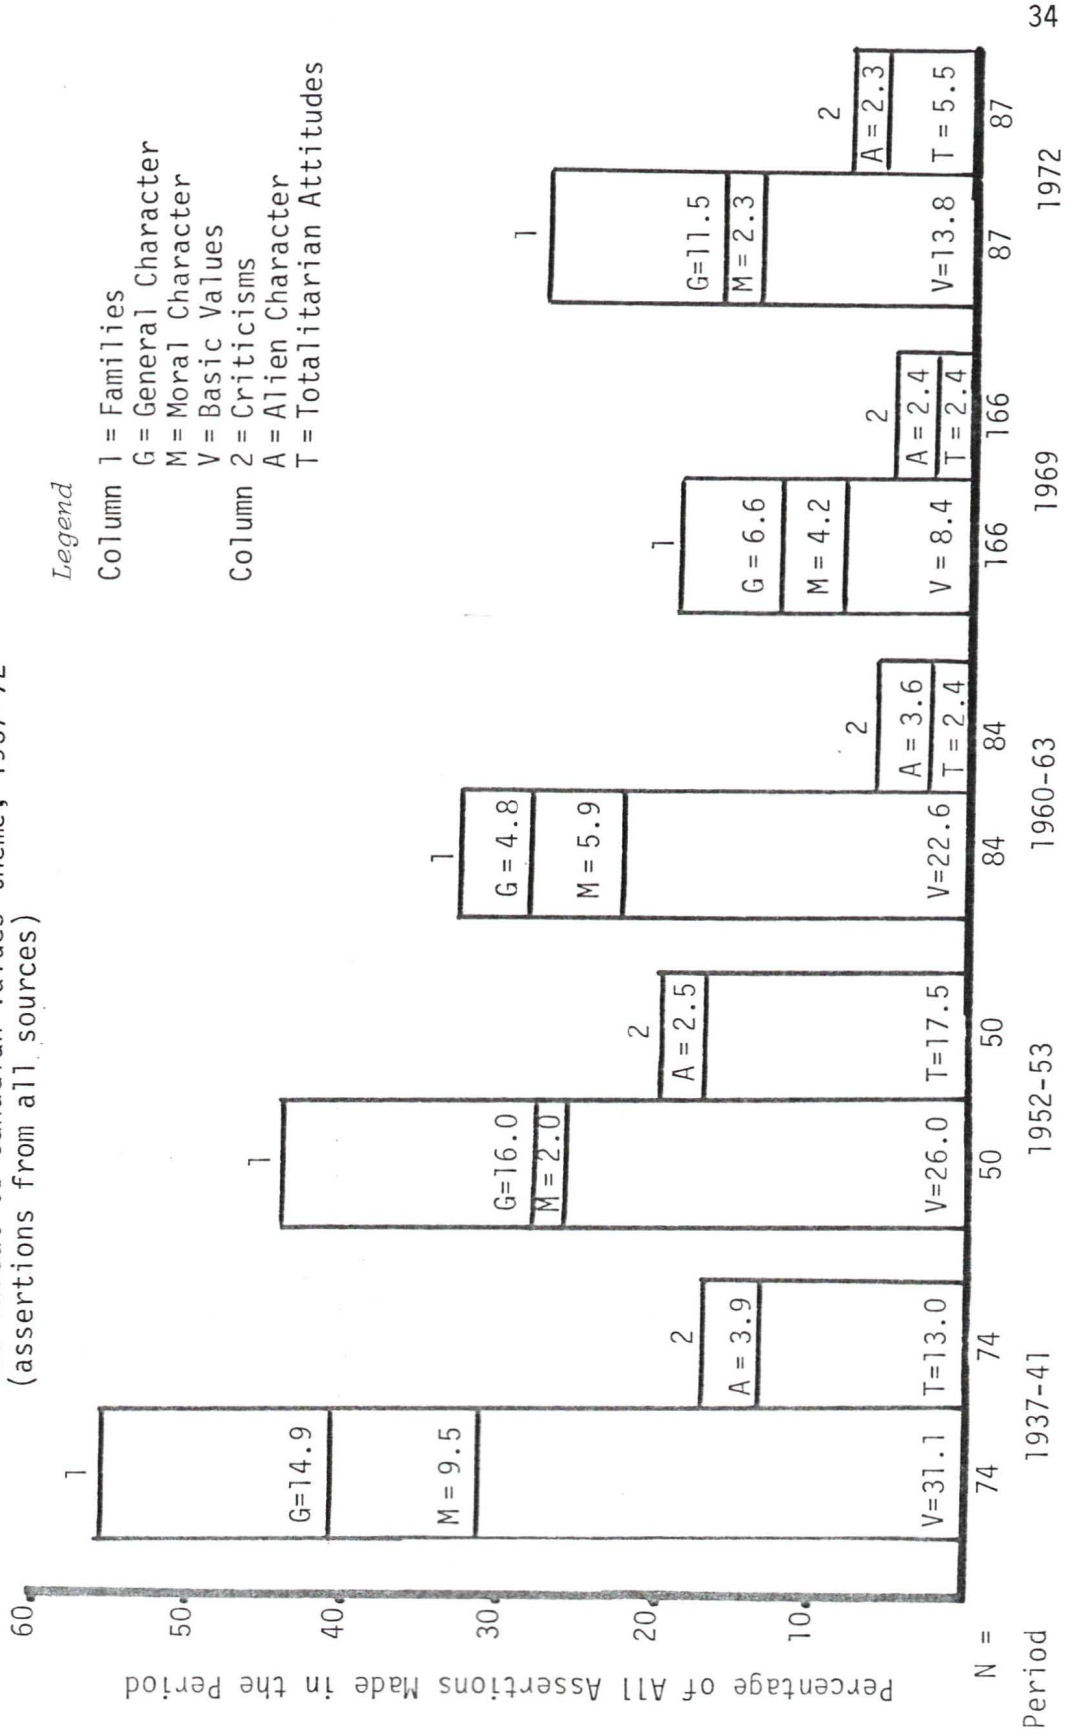 (assertions from all sources)
Legend
Column 1 = Families
G = General Character
M = Moral Character
V = Basic Values
Column 2 = Criticisms
A = Alien Character
T = Totalitarian Attitudes
Percentage of All Assertions Made in the Period
60
50
40
30
20
10
1
G=14.9
M = 9.5
V=31.1
2
A = 3.9
T=13.0
1
G=16.0
M = 2.0
V=26.0
2
A = 2.5
T=17.5
1
G = 4.8
M = 5.9
V=22.6
2
A = 3.6
T = 2.4
1
G = 6.6
M = 4.2
V = 8.4
2
A = 2.4
T = 2.4
1
G=11.5
M = 2.3
V=13.8
2
A = 2.3
T = 5.5
N = 74 74 50 50 84 84 166 166 87 87
Period 1937-41 1952-53 1960-63 1969 1972
34